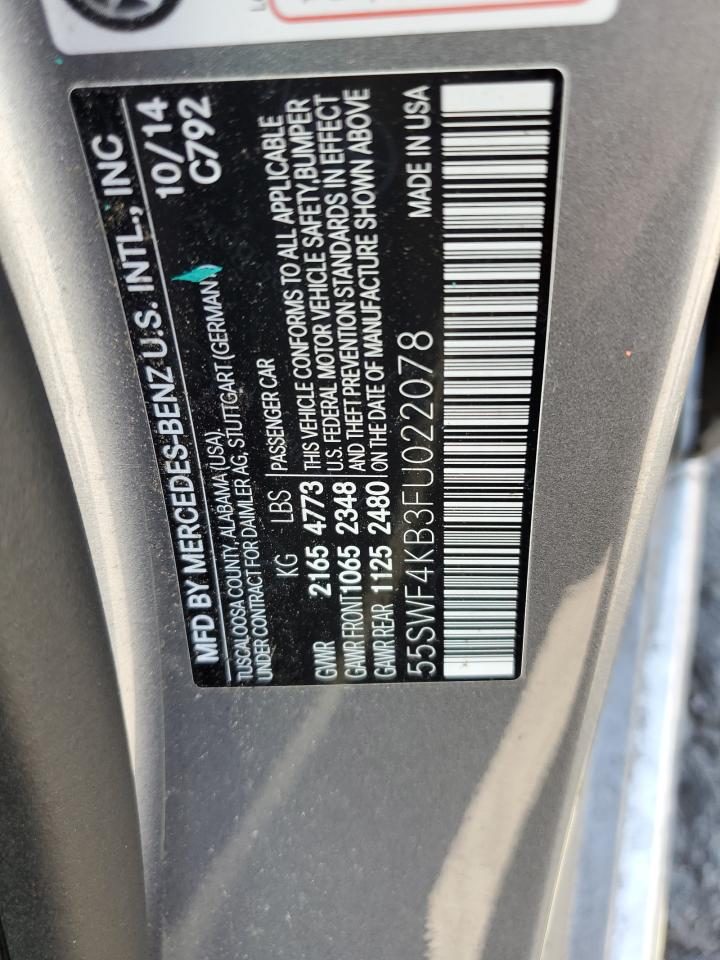 MFD BY MERCEDES-BENZ U.S. INTL., INC
TUSCALOOSA COUNTY, ALABAMA (USA) 10/14
UNDER CONTRACT FOR DAIMLER AG, STUTTGART (GERMANY) C792
KG LBS PASSENGER CAR
GVWR 2165 4773 THIS VEHICLE CONFORMS TO ALL APPLICABLE
GAWR FRONT 1065 2348 U.S. FEDERAL MOTOR VEHICLE SAFETY, BUMPER
GAWR REAR 1125 2480 AND THEFT PREVENTION STANDARDS IN EFFECT
ON THE DATE OF MANUFACTURE SHOWN ABOVE
55SWF4KB3FU022078 MADE IN USA